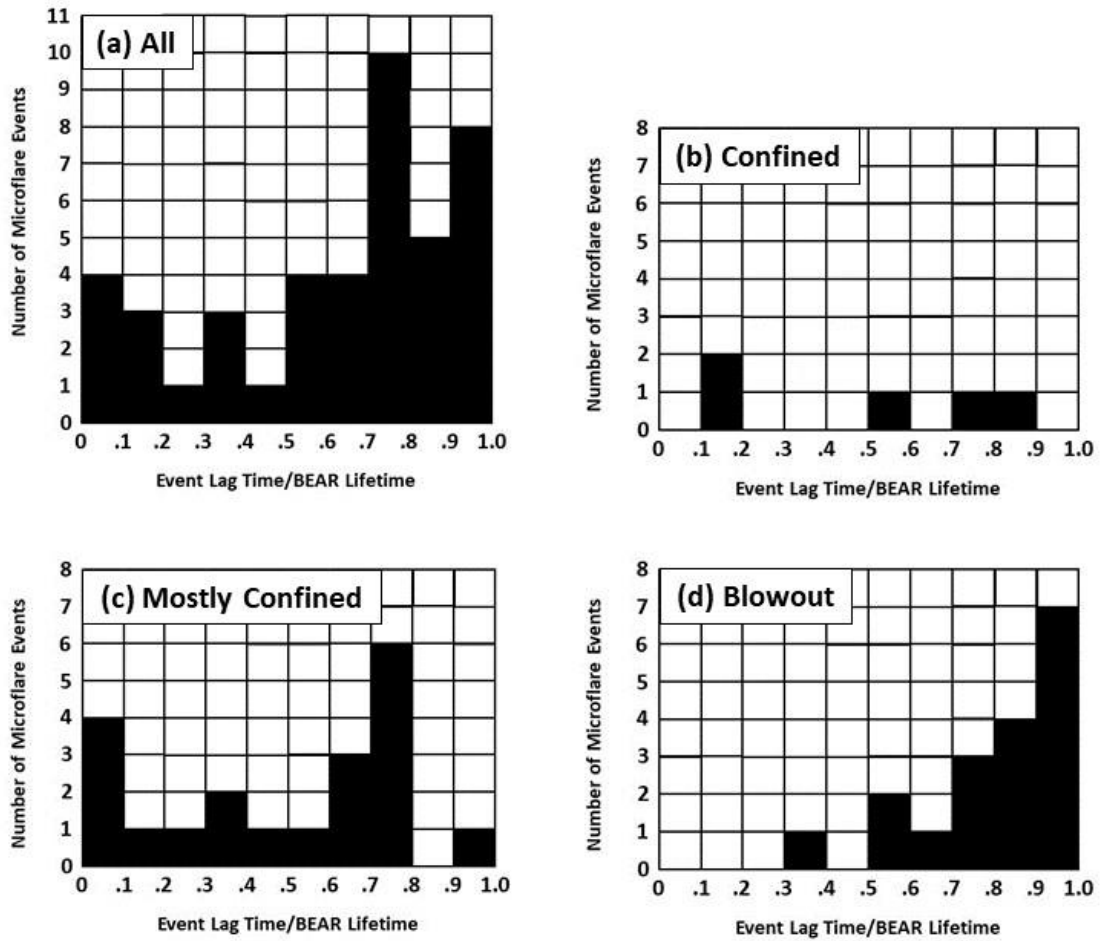 (a) All
Number of Microflare Events
11
10
9
8
7
6
5
4
3
2
1
0
0 .1 .2 .3 .4 .5 .6 .7 .8 .9 1.0
Event Lag Time/BEAR Lifetime
(b) Confined
Number of Microflare Events
8
7
6
5
4
3
2
1
0
0 .1 .2 .3 .4 .5 .6 .7 .8 .9 1.0
Event Lag Time/BEAR Lifetime
(c) Mostly Confined
Number of Microflare Events
8
7
6
5
4
3
2
1
0
0 .1 .2 .3 .4 .5 .6 .7 .8 .9 1.0
Event Lag Time/BEAR Lifetime
(d) Blowout
Number of Microflare Events
8
7
6
5
4
3
2
1
0
0 .1 .2 .3 .4 .5 .6 .7 .8 .9 1.0
Event Lag Time/BEAR Lifetime